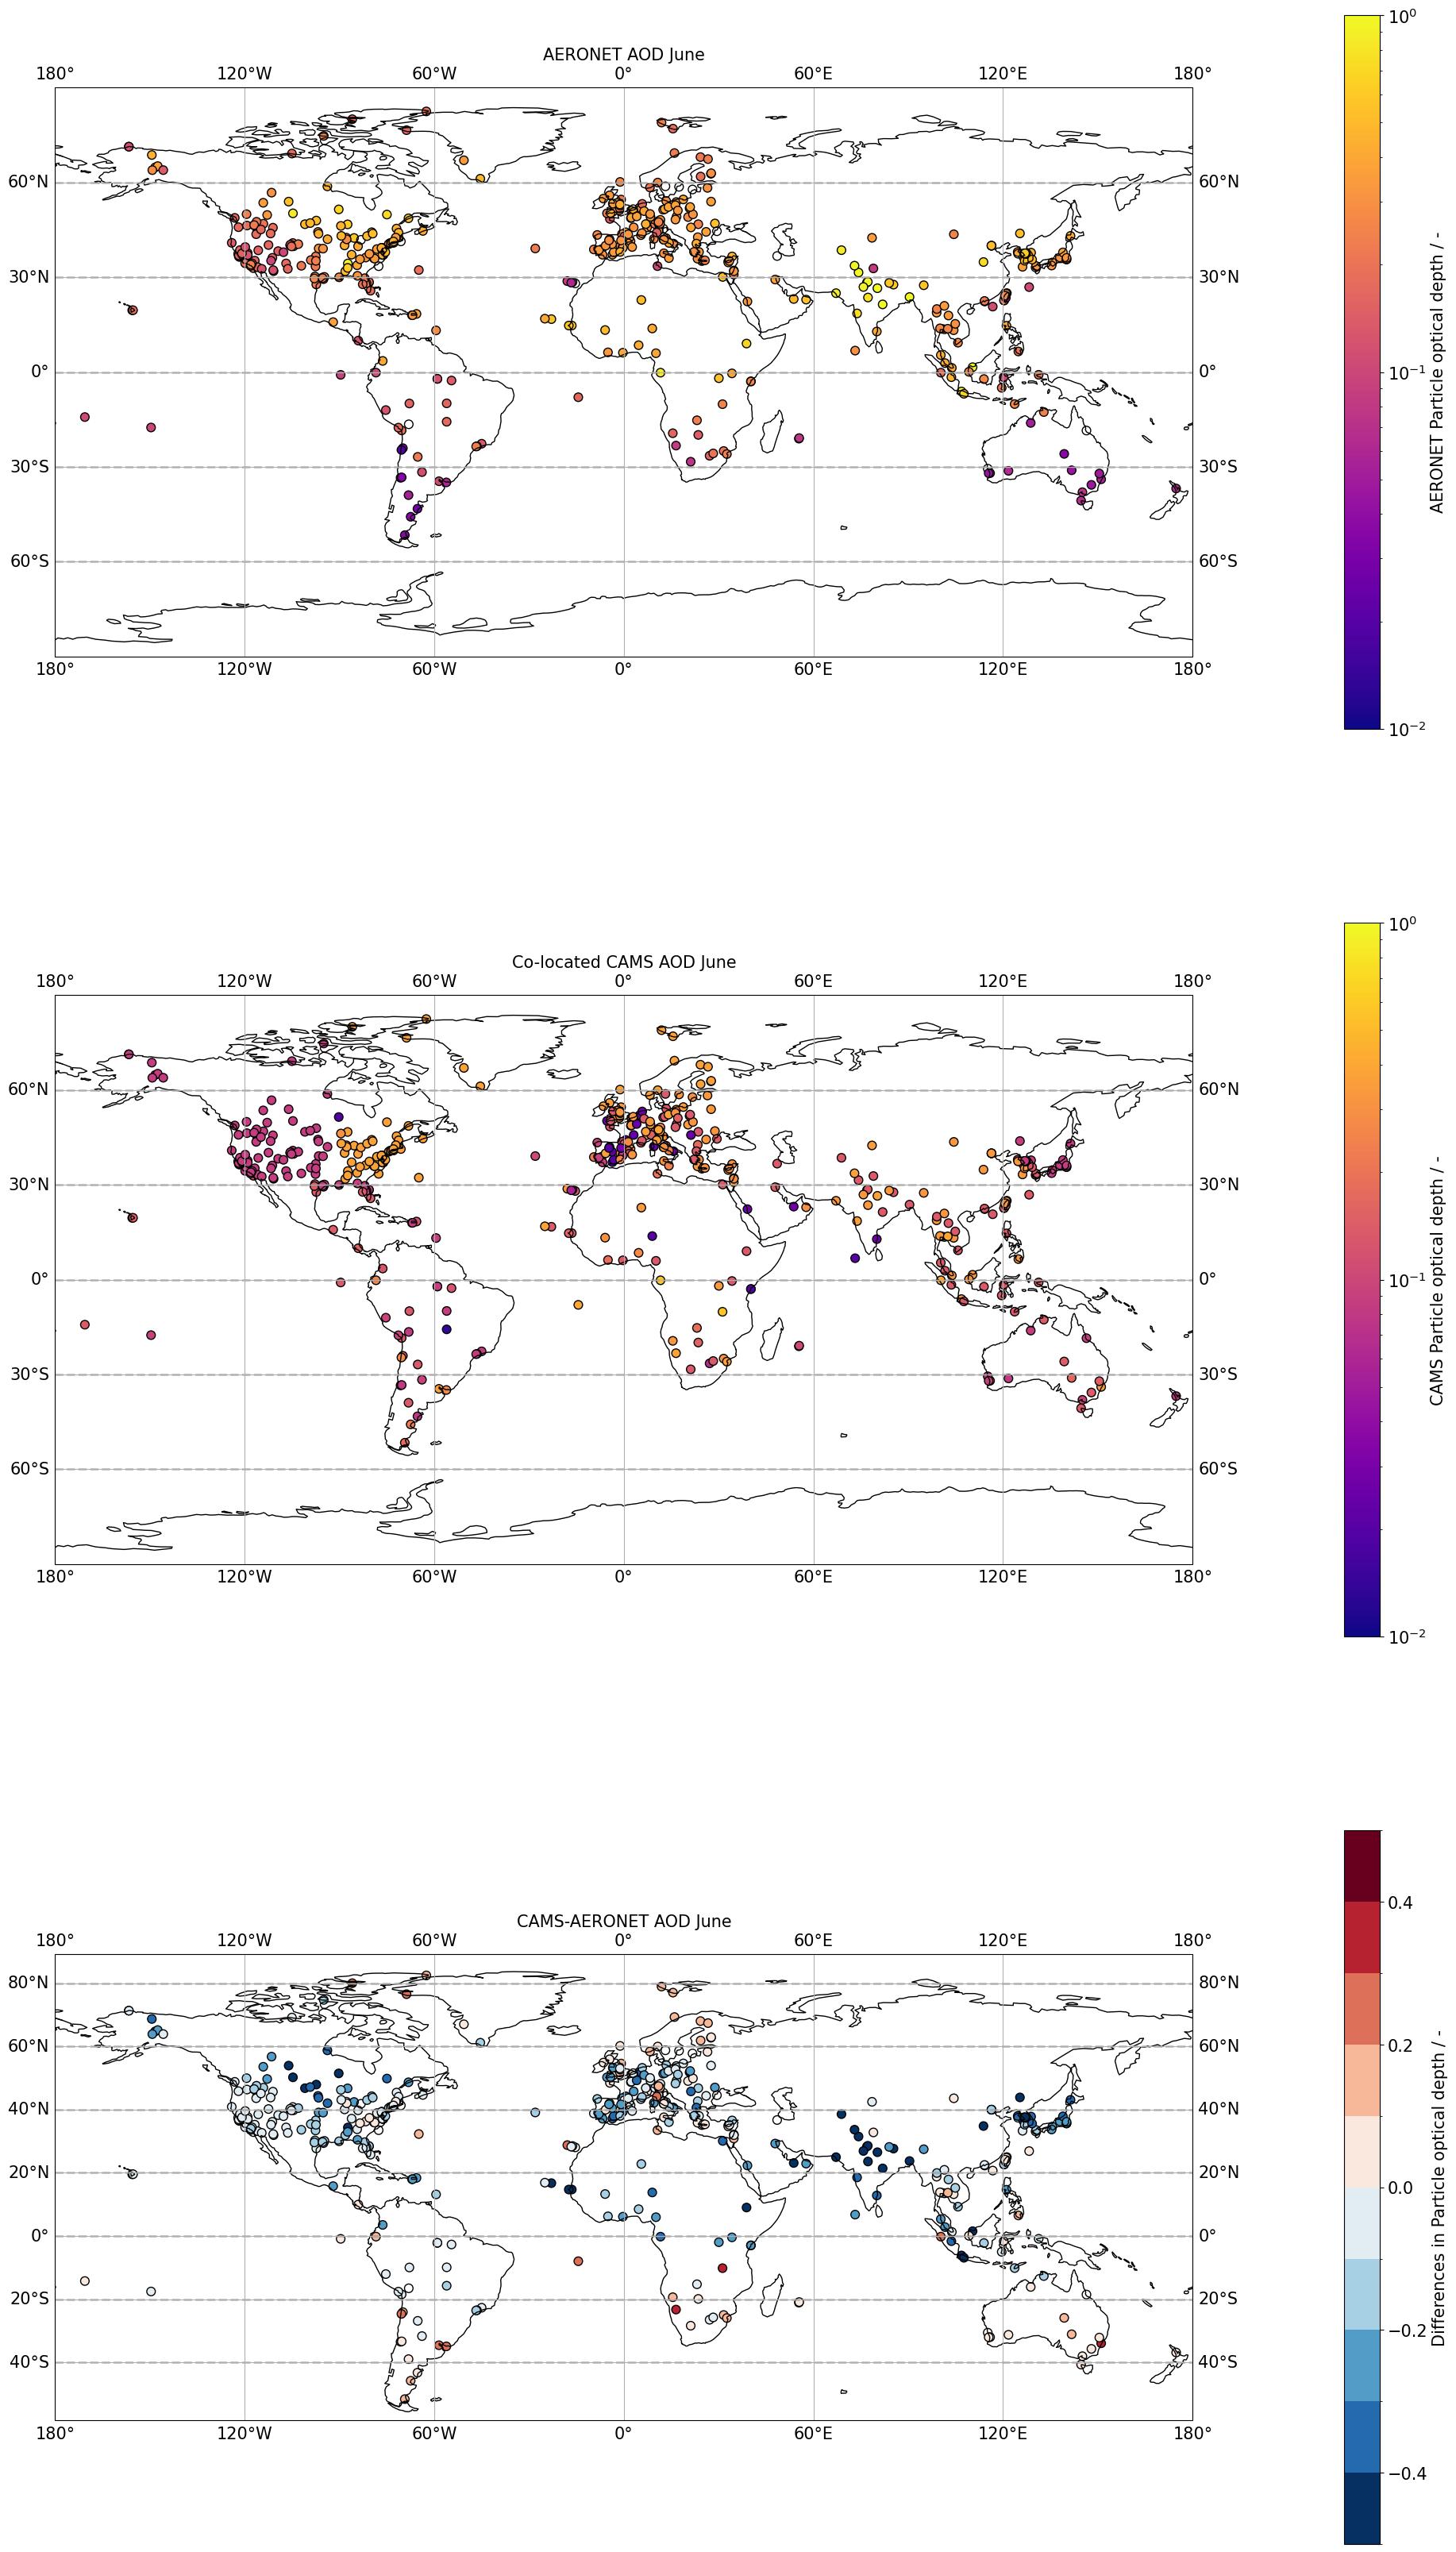 AERONET AOD June
180° 120°W 60°W 0° 60°E 120°E 180°
60°N 60°N
30°N 30°N
0° 0°
30°S 30°S
60°S 60°S
180° 120°W 60°W 0° 60°E 120°E 180°
10⁰
10⁻¹
10⁻²
AERONET Particle optical depth / -
Co-located CAMS AOD June
180° 120°W 60°W 0° 60°E 120°E 180°
60°N 60°N
30°N 30°N
0° 0°
30°S 30°S
60°S 60°S
180° 120°W 60°W 0° 60°E 120°E 180°
10⁰
10⁻¹
10⁻²
CAMS Particle optical depth / -
CAMS-AERONET AOD June
180° 120°W 60°W 0° 60°E 120°E 180°
80°N 80°N
60°N 60°N
40°N 40°N
20°N 20°N
0° 0°
20°S 20°S
40°S 40°S
180° 120°W 60°W 0° 60°E 120°E 180°
0.4
0.2
0.0
−0.2
−0.4
Differences in Particle optical depth / -